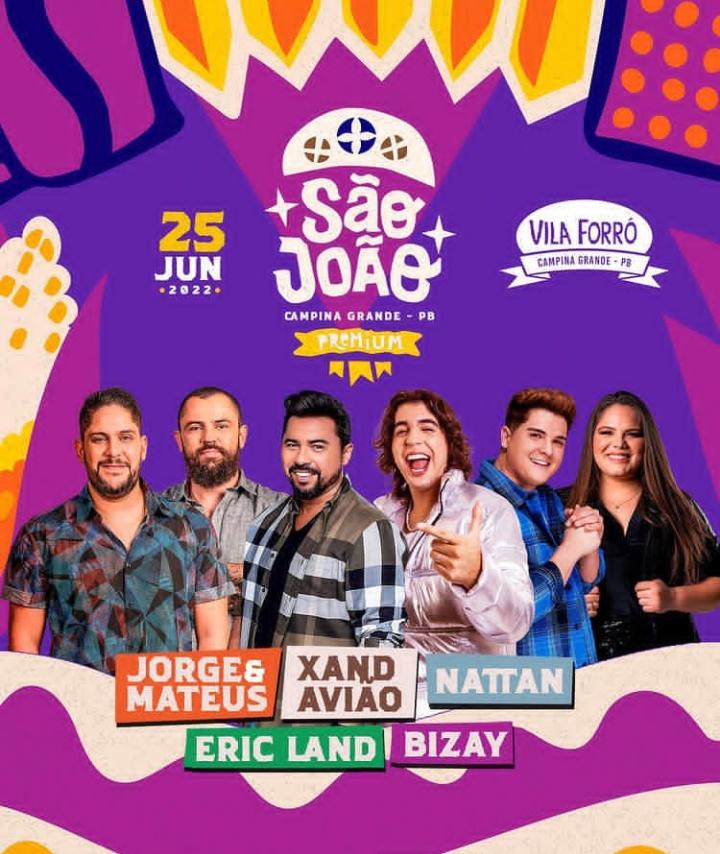 25
JUN
•2022•
São
JOÃO
CAMPINA GRANDE - PB
PREMIUM
VILA FORRÓ
CAMPINA GRANDE - PB
JORGE&
MATEUS
XAND
AVIÃO
NATTAN
ERIC LAND
BIZAY